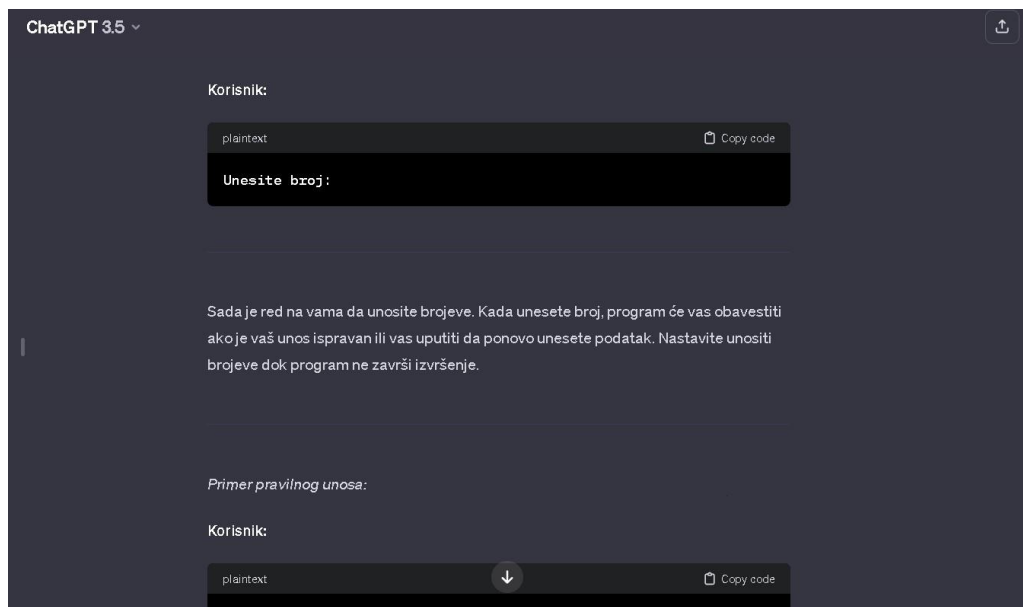 ChatGPT 3.5
Korisnik:
plaintext Copy code
Unesite broj:
Sada je red na vama da unosite brojeve. Kada unesete broj, program će vas obavestiti
ako je vaš unos ispravan ili vas uputiti da ponovo unesete podatak. Nastavite unositi
brojeve dok program ne završi izvršenje.
Primer pravilnog unosa:
Korisnik:
plaintext Copy code